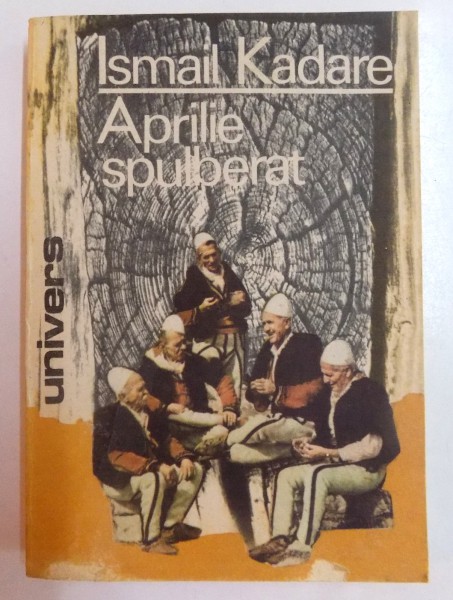 Ismail Kadare
Aprilie
spulberat
univers